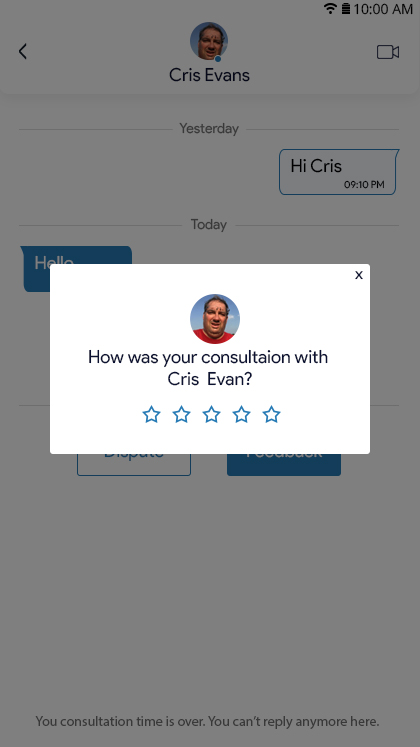 10:00 AM
Cris Evans
Yesterday
Hi Cris
09:10 PM
Today
Hello
x
How was your consultaion with
Cris Evan?
Dispute
Feedback
You consultation time is over. You can't reply anymore here.